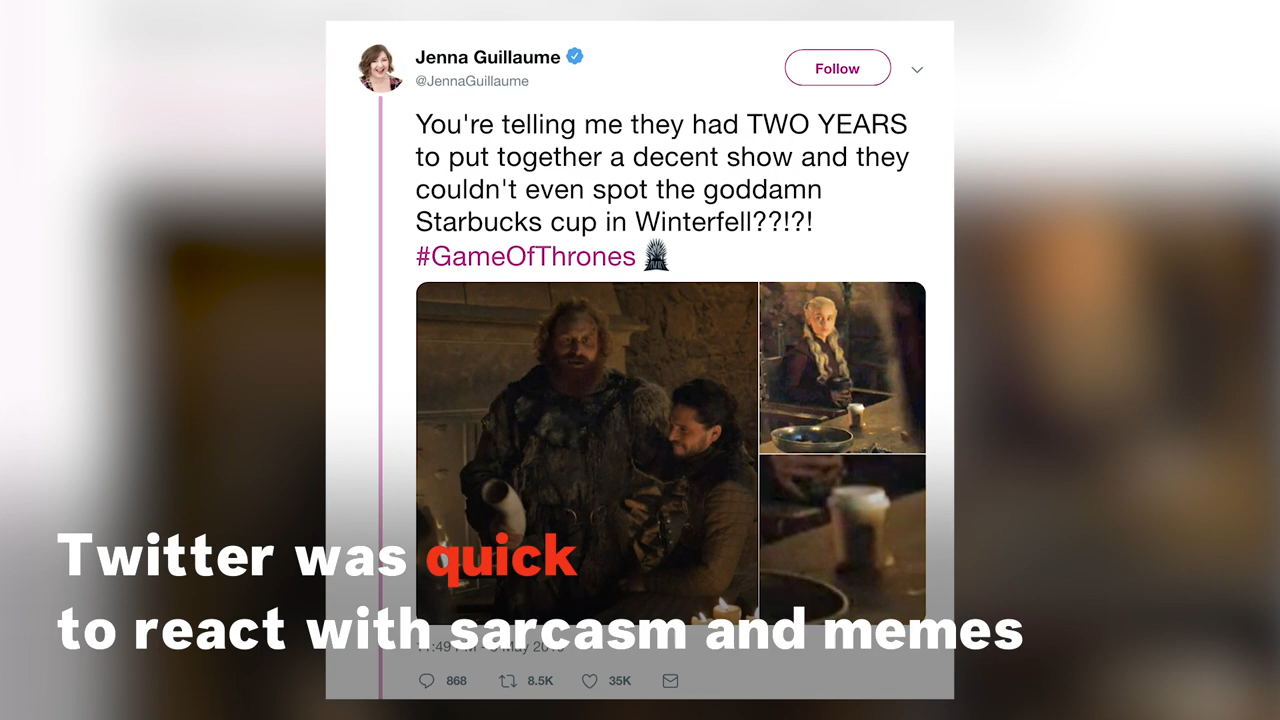 Jenna Guillaume
@JennaGuillaume
Follow
You're telling me they had TWO YEARS
to put together a decent show and they
couldn't even spot the goddamn
Starbucks cup in Winterfell??!?!
#GameOfThrones
Twitter was quick
to react with sarcasm and memes
868 8.5K 35K